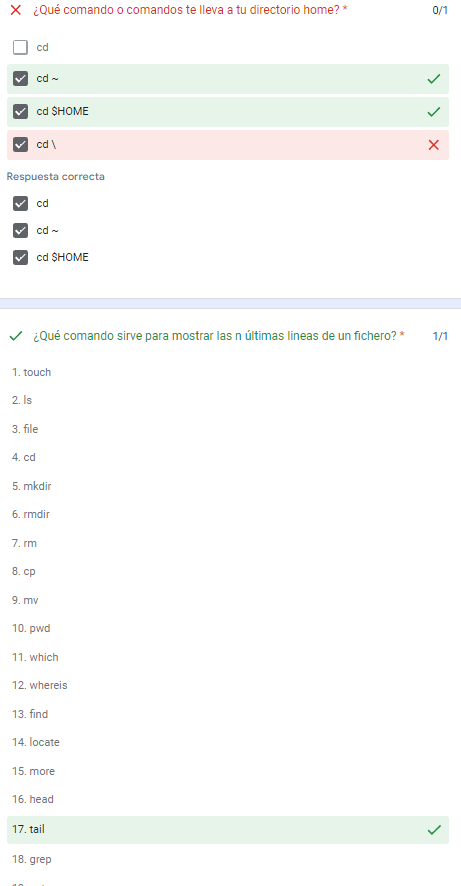 ¿Qué comando o comandos te lleva a tu directorio home? *
0/1
cd
cd ~
cd $HOME
cd \
Respuesta correcta
cd
cd ~
cd $HOME
¿Qué comando sirve para mostrar las n últimas lineas de un fichero? *
1/1
1. touch
2. ls
3. file
4. cd
5. mkdir
6. rmdir
7. rm
8. cp
9. mv
10. pwd
11. which
12. whereis
13. find
14. locate
15. more
16. head
17. tail
18. grep